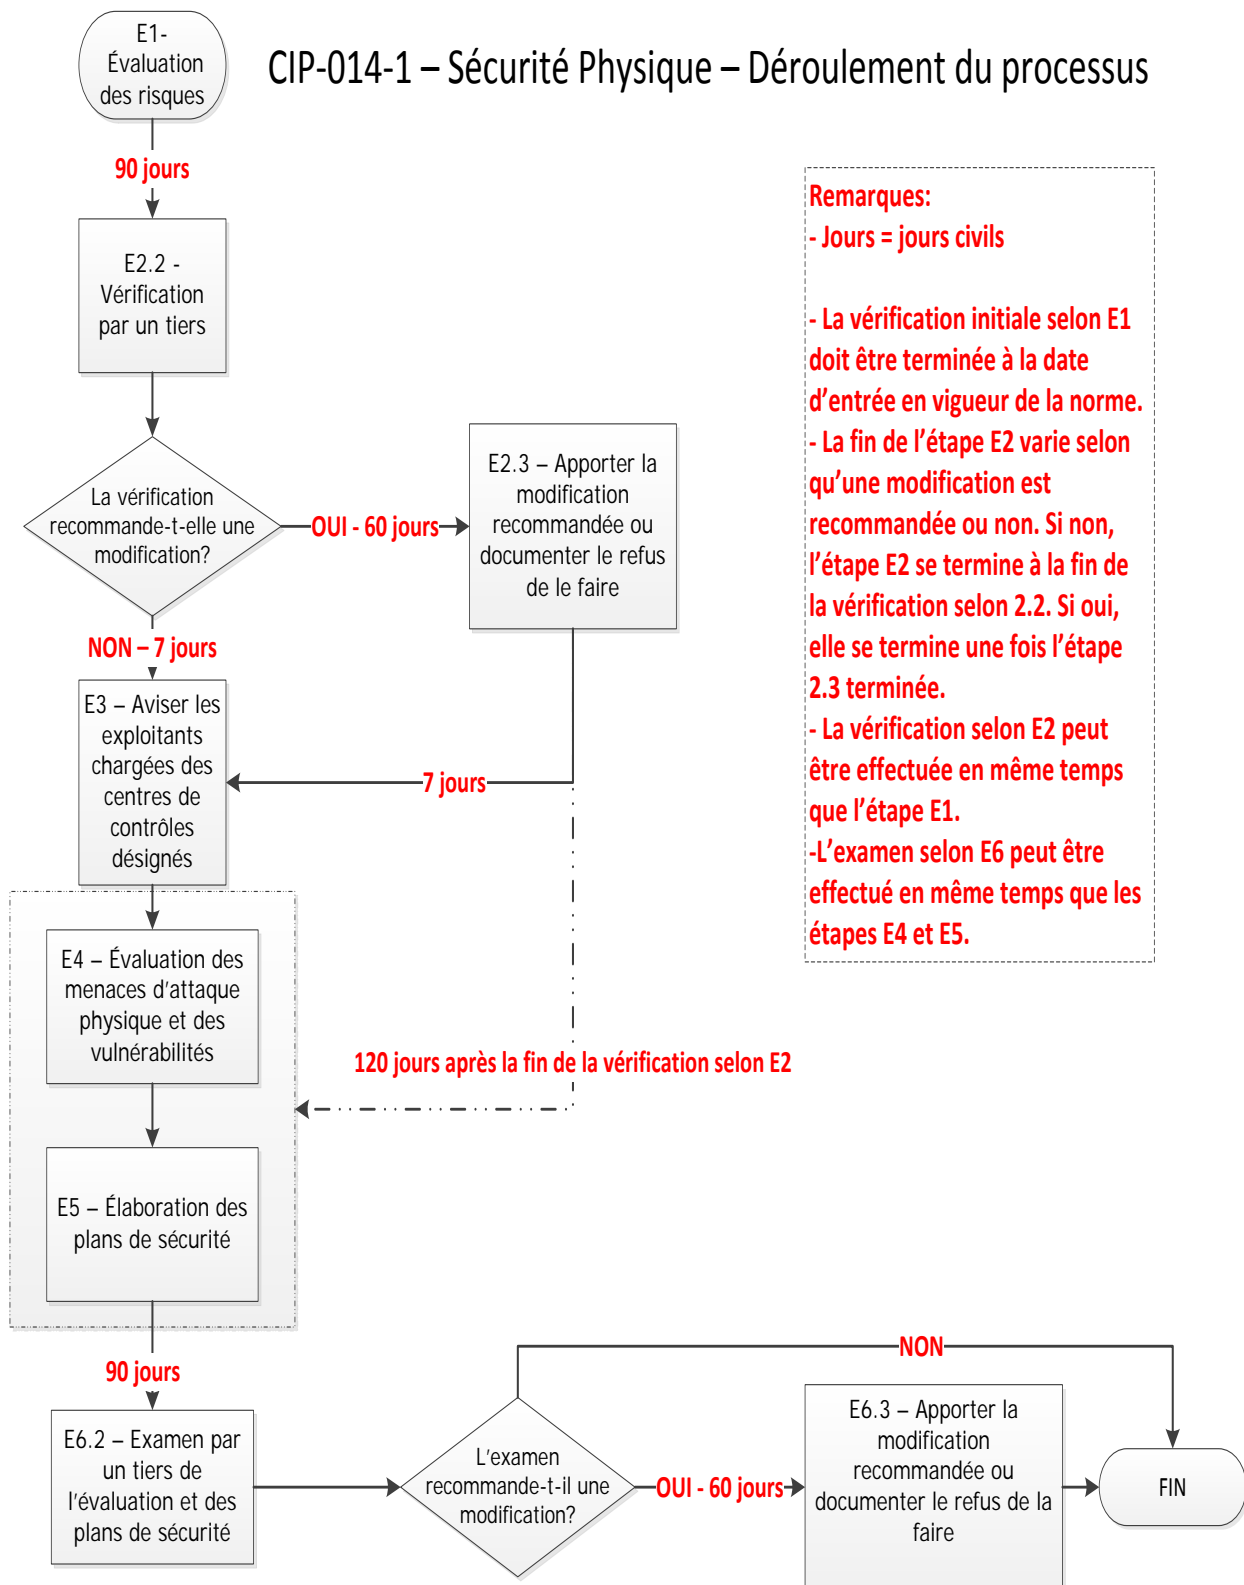 CIP-014-1 – Sécurité Physique – Déroulement du processus
E1-
Évaluation
des risques
90 jours
E2.2 -
Vérification
par un tiers
La vérification
recommande-t-elle une
modification?
OUI - 60 jours
E2.3 – Apporter la
modification
recommandée ou
documenter le refus
de le faire
NON – 7 jours
E3 – Aviser les
exploitants
chargées des
centres de
contrôles
désignés
7 jours
E4 – Évaluation des
menaces d'attaque
physique et des
vulnérabilités
120 jours après la fin de la vérification selon E2
E5 – Élaboration des
plans de sécurité
90 jours
E6.2 – Examen par
un tiers de
l'évaluation et des
plans de sécurité
L'examen
recommande-t-il une
modification?
NON
OUI - 60 jours
E6.3 – Apporter la
modification
recommandée ou
documenter le refus de la
faire
FIN
Remarques:
- Jours = jours civils
- La vérification initiale selon E1
doit être terminée à la date
d'entrée en vigueur de la norme.
- La fin de l'étape E2 varie selon
qu'une modification est
recommandée ou non. Si non,
l'étape E2 se termine à la fin de
la vérification selon 2.2. Si oui,
elle se termine une fois l'étape
2.3 terminée.
- La vérification selon E2 peut
être effectuée en même temps
que l'étape E1.
-L'examen selon E6 peut être
effectué en même temps que les
étapes E4 et E5.